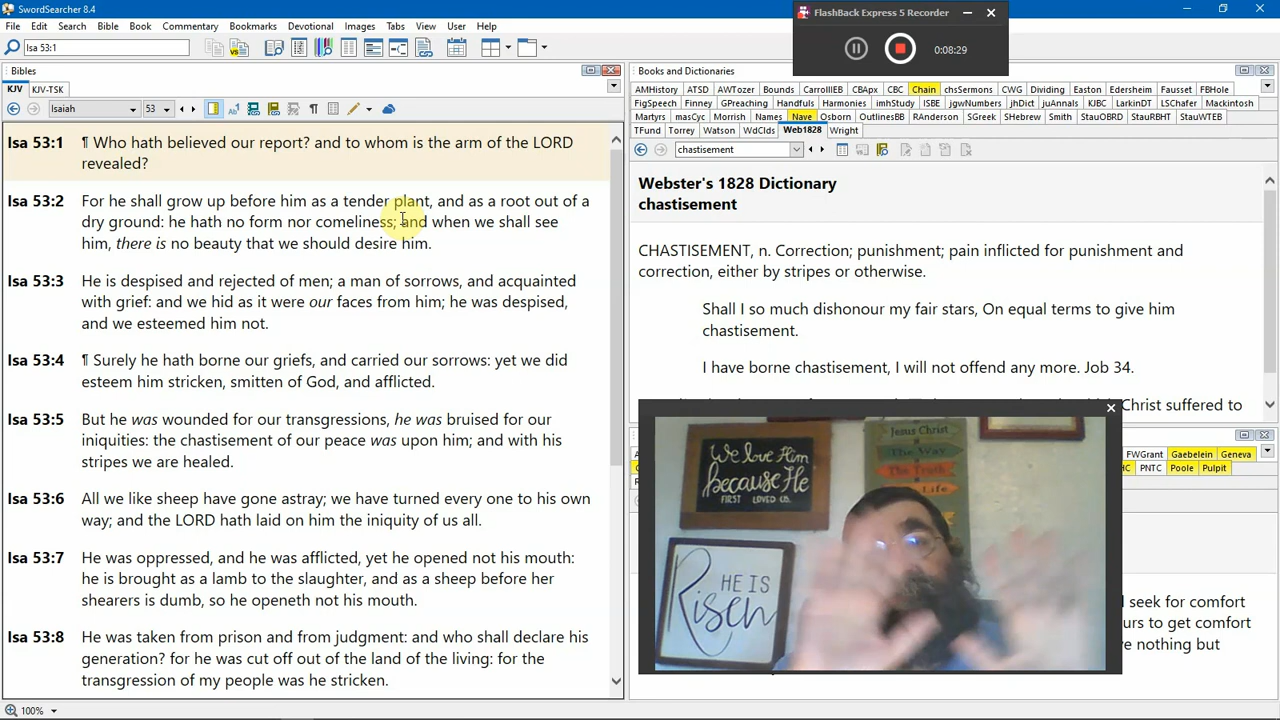 SwordSearcher 8.4
File Edit Search Bible Book Commentary Bookmarks Devotional Images Tabs View User Help
Isa 53:1
VS
FlashBack Express 5 Recorder
00:08:29
Bibles
KJV KJV-TSK
Isaiah 53
Isa 53:1 ¶ Who hath believed our report? and to whom is the arm of the LORD
revealed?
Isa 53:2 For he shall grow up before him as a tender plant, and as a root out of a
dry ground: he hath no form nor comeliness; and when we shall see
him, there is no beauty that we should desire him.
Isa 53:3 He is despised and rejected of men; a man of sorrows, and acquainted
with grief: and we hid as it were our faces from him; he was despised,
and we esteemed him not.
Isa 53:4 ¶ Surely he hath borne our griefs, and carried our sorrows: yet we did
esteem him stricken, smitten of God, and afflicted.
Isa 53:5 But he was wounded for our transgressions, he was bruised for our
iniquities: the chastisement of our peace was upon him; and with his
stripes we are healed.
Isa 53:6 All we like sheep have gone astray; we have turned every one to his own
way; and the LORD hath laid on him the iniquity of us all.
Isa 53:7 He was oppressed, and he was afflicted, yet he opened not his mouth:
he is brought as a lamb to the slaughter, and as a sheep before her
shearers is dumb, so he openeth not his mouth.
Isa 53:8 He was taken from prison and from judgment: and who shall declare his
generation? for he was cut off out of the land of the living: for the
transgression of my people was he stricken.
100%
Books and Dictionaries
AMHistory ATSD AWTozer Bounds CarrollEB CBApx CBC Chain chsSermons CWG Dividing Easton Edersheim Fausset FBHole
FigSpeech Finney GPreaching Handfuls Harmonies imhStudy ISBE jgwNumbers jhDict juAnnals KJBC LarkinDT LSChafer Mackintosh
Martyrs masCyc Morrish Names Nave Osborn OutlinesBB RAnderson SGreek SHebrew Smith StauOBRD StauRBHT StauWTEB
TFund Torrey Watson WdClds Web1828 Wright
chastisement
Webster's 1828 Dictionary
chastisement
CHASTISEMENT, n. Correction; punishment; pain inflicted for punishment and
correction, either by stripes or otherwise.
Shall I so much dishonour my fair stars, On equal terms to give him
chastisement.
I have borne chastisement, I will not offend any more. Job 34.
Christ suffered to
FWGrant Gaebelein Geneva
HC PNTC Poole Pulpit
seek for comfort
urs to get comfort
e nothing but
We love Him
because He
FIRST LOVED US.
Jesus Christ
The Way
The Truth
The Life
HE IS
Risen